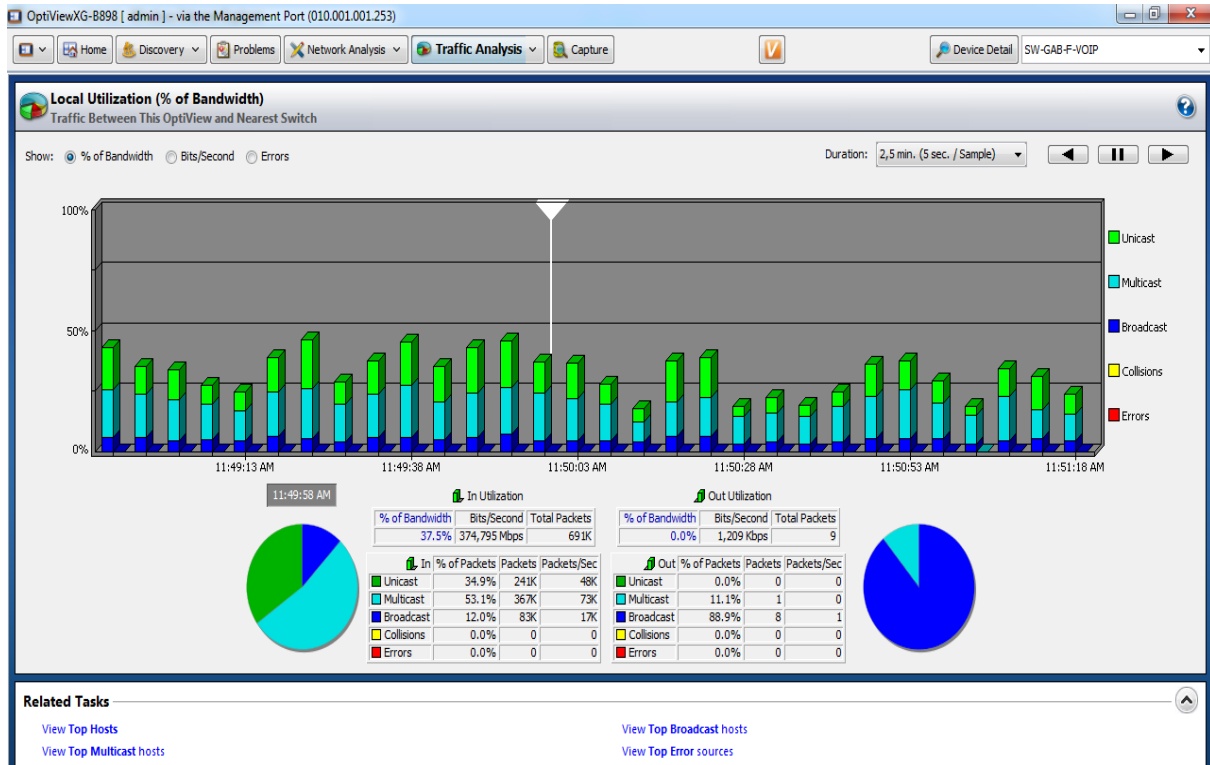 OptiViewXG-B898 [ admin ] - via the Management Port (010.001.001.253)
Home Discovery Problems Network Analysis Traffic Analysis Capture Device Detail SW-GAB-F-VOIP
Local Utilization (% of Bandwidth)
Traffic Between This OptiView and Nearest Switch
Show: % of Bandwidth Bits/Second Errors Duration: 2,5 min. (5 sec. / Sample)
100%
Unicast
Multicast
50%
Broadcast
Collisions
Errors
0%
11:49:13 AM 11:49:38 AM 11:50:03 AM 11:50:28 AM 11:50:53 AM 11:51:18 AM
11:49:58 AM
In Utilization
% of Bandwidth Bits/Second Total Packets
37.5% 374,795 Mbps 691K
In % of Packets Packets Packets/Sec
Unicast 34.9% 241K 48K
Multicast 53.1% 367K 73K
Broadcast 12.0% 83K 17K
Collisions 0.0% 0 0
Errors 0.0% 0 0
Out Utilization
% of Bandwidth Bits/Second Total Packets
0.0% 1,209 Kbps 9
Out % of Packets Packets Packets/Sec
Unicast 0.0% 0 0
Multicast 11.1% 1 0
Broadcast 88.9% 8 1
Collisions 0.0% 0 0
Errors 0.0% 0 0
Related Tasks
View Top Hosts View Top Broadcast hosts
View Top Multicast hosts View Top Error sources